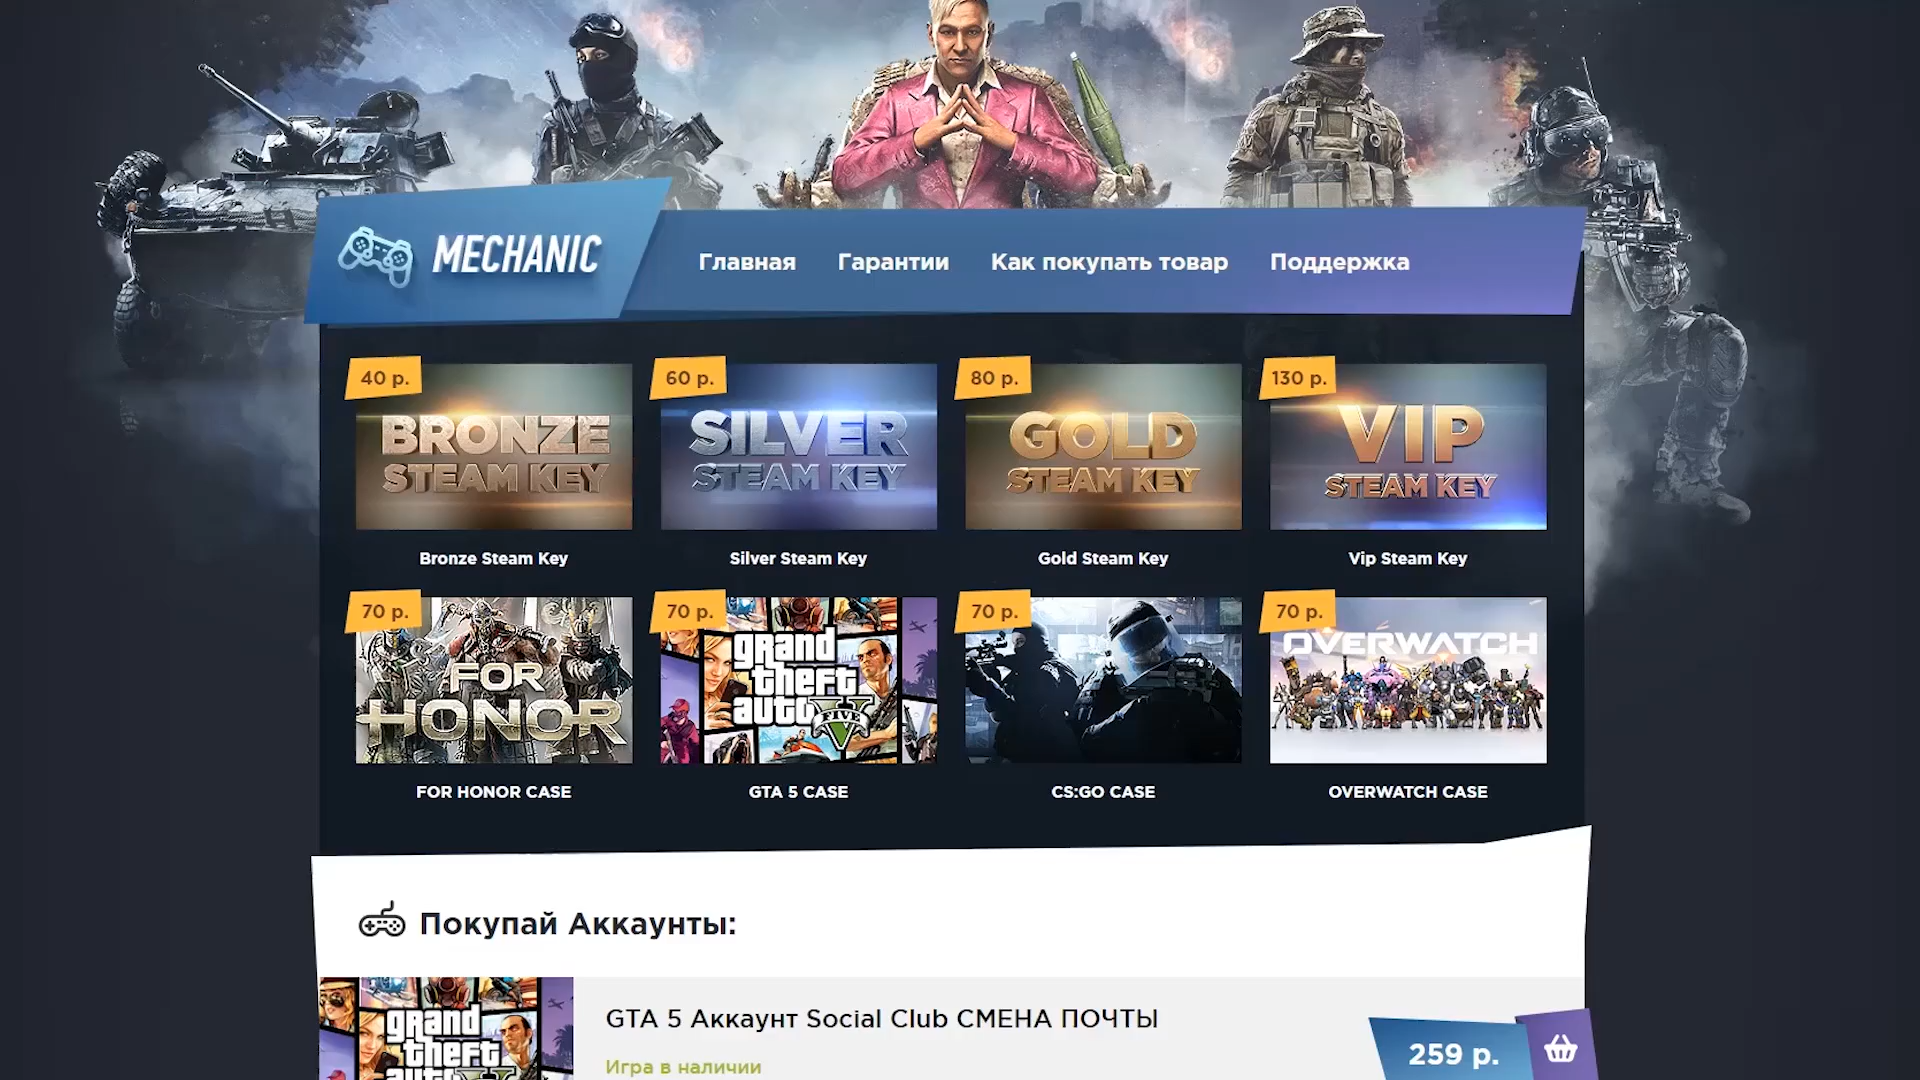 MECHANIC
Главная Гарантии Как покупать товар Поддержка
40 р. 60 р. 80 р. 130 р.
BRONZE STEAM KEY
SILVER STEAM KEY
GOLD STEAM KEY
VIP STEAM KEY
Bronze Steam Key Silver Steam Key Gold Steam Key Vip Steam Key
70 р. 70 р. 70 р. 70 р.
FOR HONOR
grand theft auto V FIVE
OVERWATCH
FOR HONOR CASE GTA 5 CASE CS:GO CASE OVERWATCH CASE
Покупай Аккаунты:
grand theft auto
GTA 5 Аккаунт Social Club СМЕНА ПОЧТЫ
259 р.
Игра в наличии